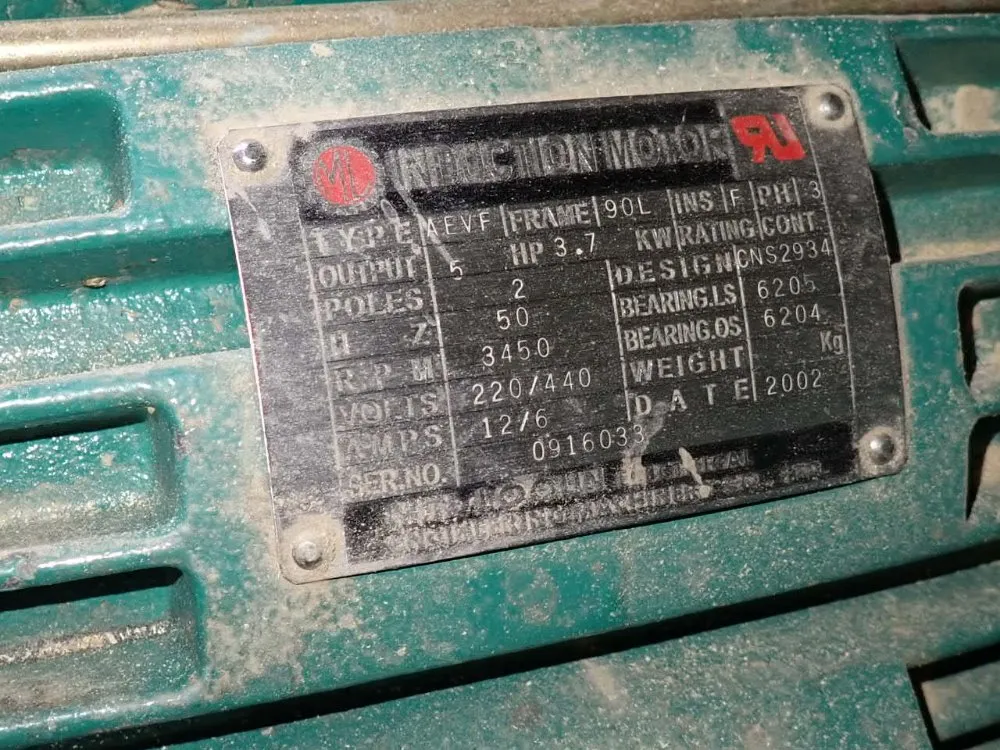 INDUCTION MOTOR
TYPE AEVF FRAME 90L INS F PH 3
OUTPUT 5 HP 3.7 KW RATING CONT
POLES 2 DESIGN CNS2934
HZ 50 BEARING.LS 6205
R P M 3450 BEARING.OS 6204
VOLTS 220/440 WEIGHT Kg
AMPS 12/6 DATE 2002
SER.NO. 0916033